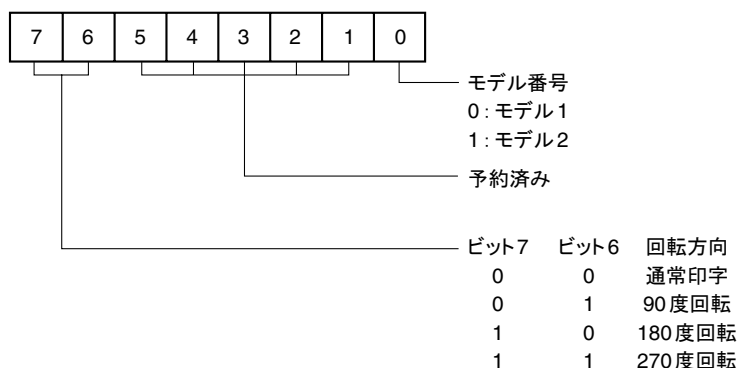 7 6 5 4 3 2 1 0
モデル番号
0 : モデル1
1 : モデル2
予約済み
ビット7 ビット6 回転方向
0 0 通常印字
0 1 90度回転
1 0 180度回転
1 1 270度回転